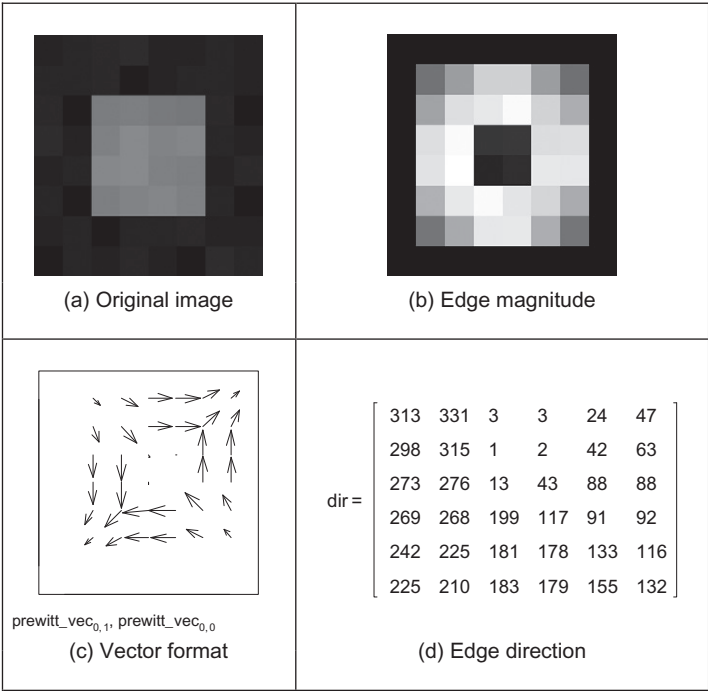 (a) Original image
(b) Edge magnitude
prewitt_vec0, 1, prewitt_vec0, 0
(c) Vector format
dir =
313 331 3 3 24 47
298 315 1 2 42 63
273 276 13 43 88 88
269 268 199 117 91 92
242 225 181 178 133 116
225 210 183 179 155 132
(d) Edge direction